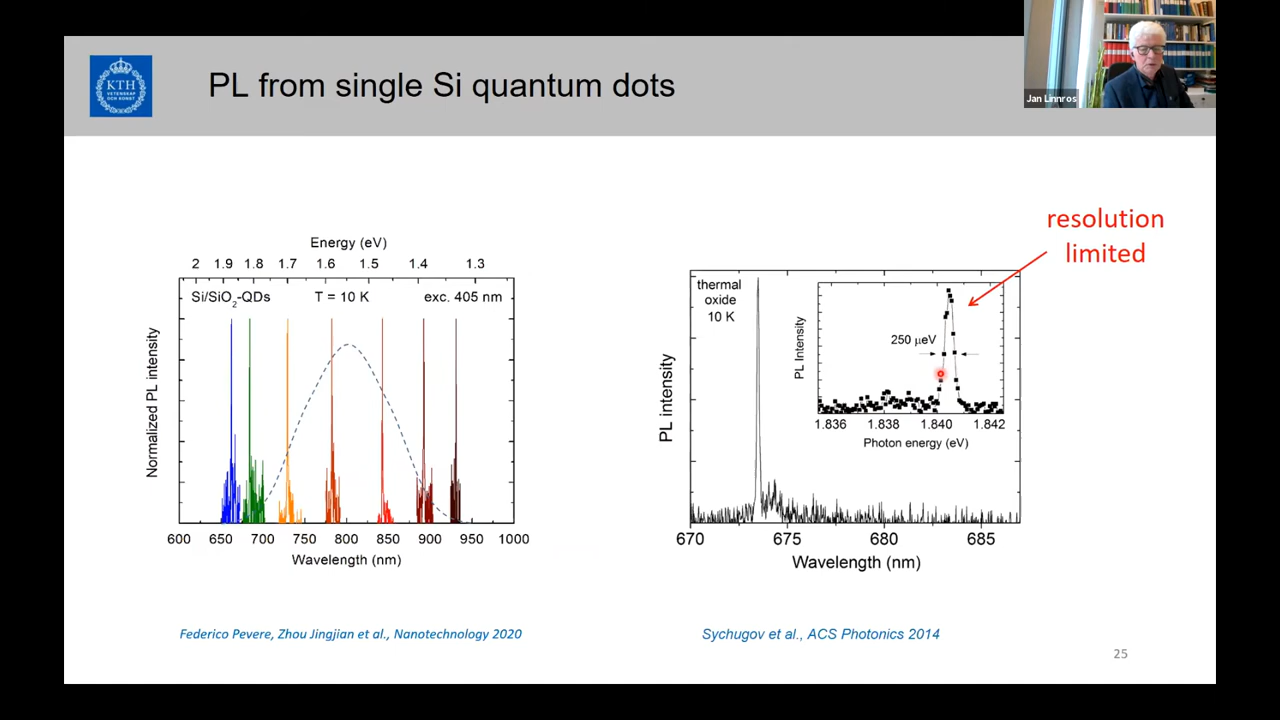 PL from single Si quantum dots
KTH
VETENSKAP
OCH KONST
Jan Linnros
Energy (eV)
2 1.9 1.8 1.7 1.6 1.5 1.4 1.3
Si/SiO2-QDs T = 10 K exc. 405 nm
Normalized PL intensity
600 650 700 750 800 850 900 950 1000
Wavelength (nm)
resolution
limited
thermal
oxide
10 K
PL intensity
PL Intensity
250 μeV
1.836 1.838 1.840 1.842
Photon energy (eV)
670 675 680 685
Wavelength (nm)
Federico Pevere, Zhou Jingjian et al., Nanotechnology 2020
Sychugov et al., ACS Photonics 2014
25